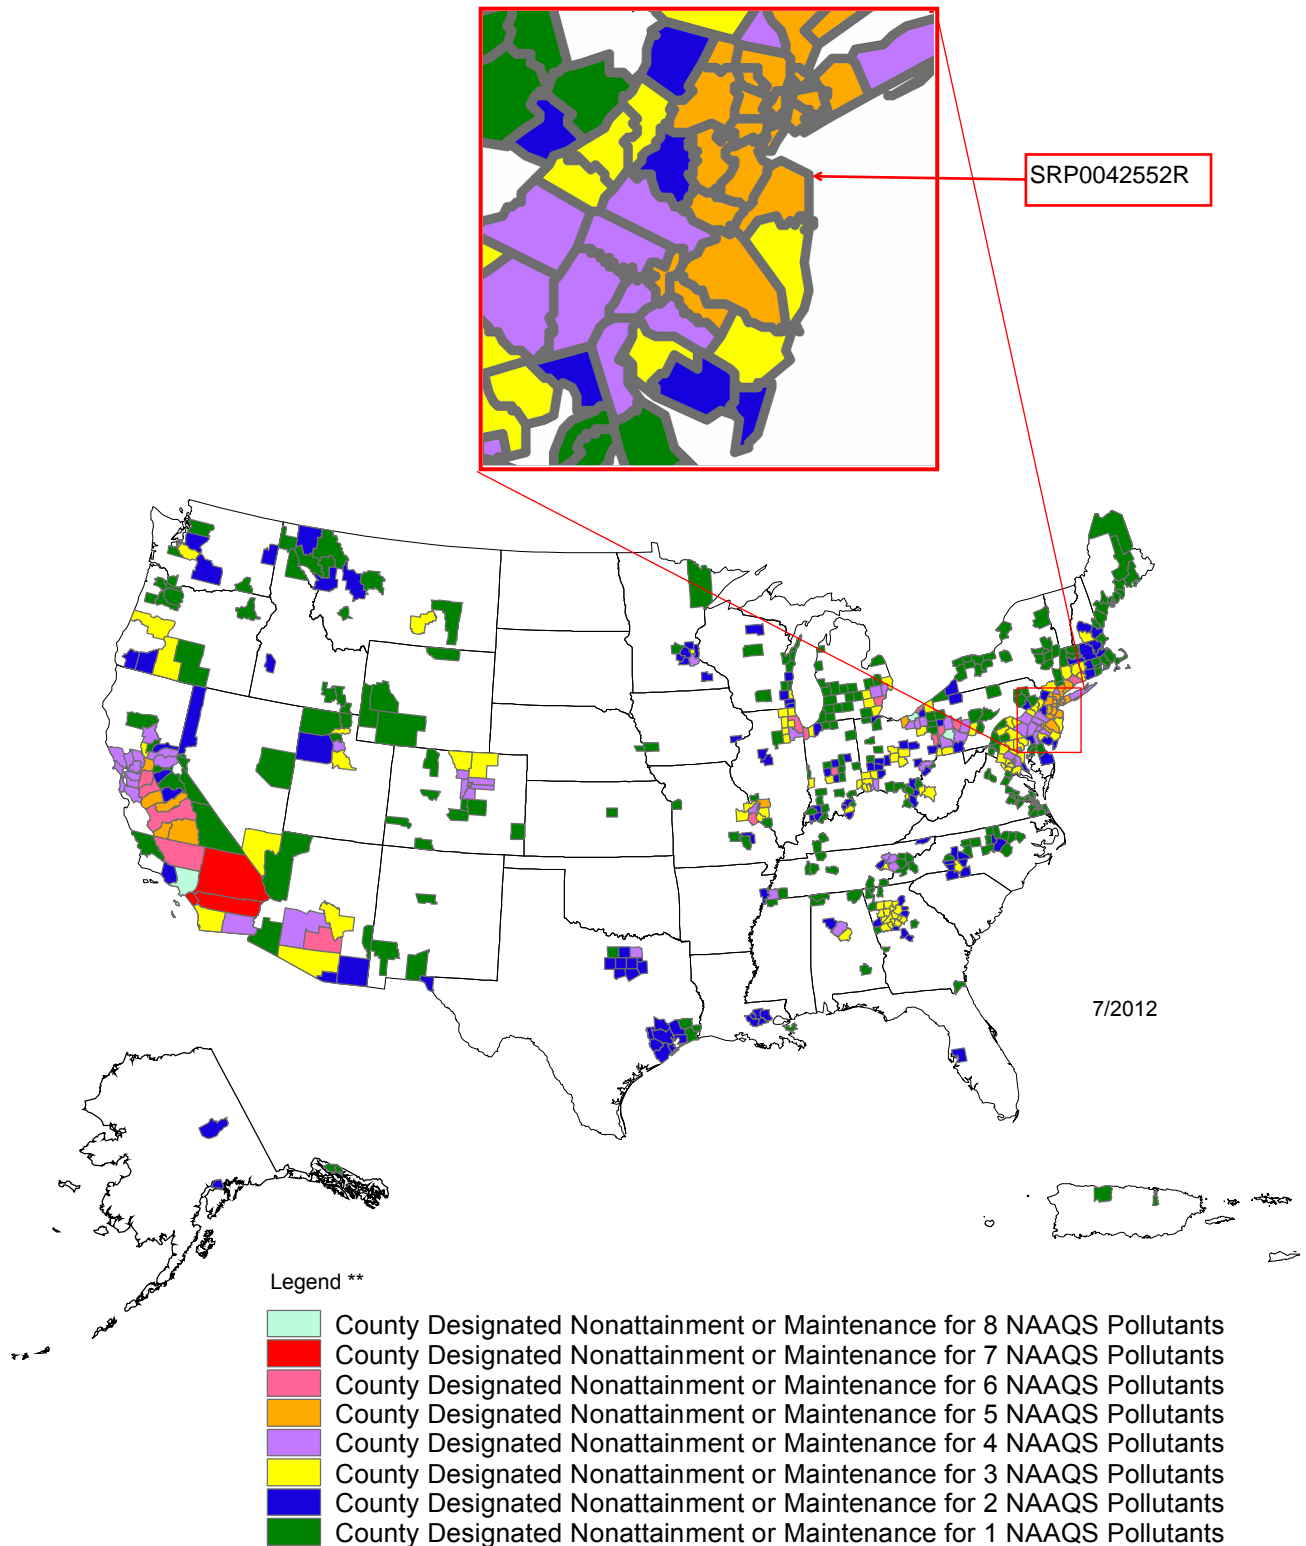 SRP0042552R
7/2012
Legend **
County Designated Nonattainment or Maintenance for 8 NAAQS Pollutants
County Designated Nonattainment or Maintenance for 7 NAAQS Pollutants
County Designated Nonattainment or Maintenance for 6 NAAQS Pollutants
County Designated Nonattainment or Maintenance for 5 NAAQS Pollutants
County Designated Nonattainment or Maintenance for 4 NAAQS Pollutants
County Designated Nonattainment or Maintenance for 3 NAAQS Pollutants
County Designated Nonattainment or Maintenance for 2 NAAQS Pollutants
County Designated Nonattainment or Maintenance for 1 NAAQS Pollutants